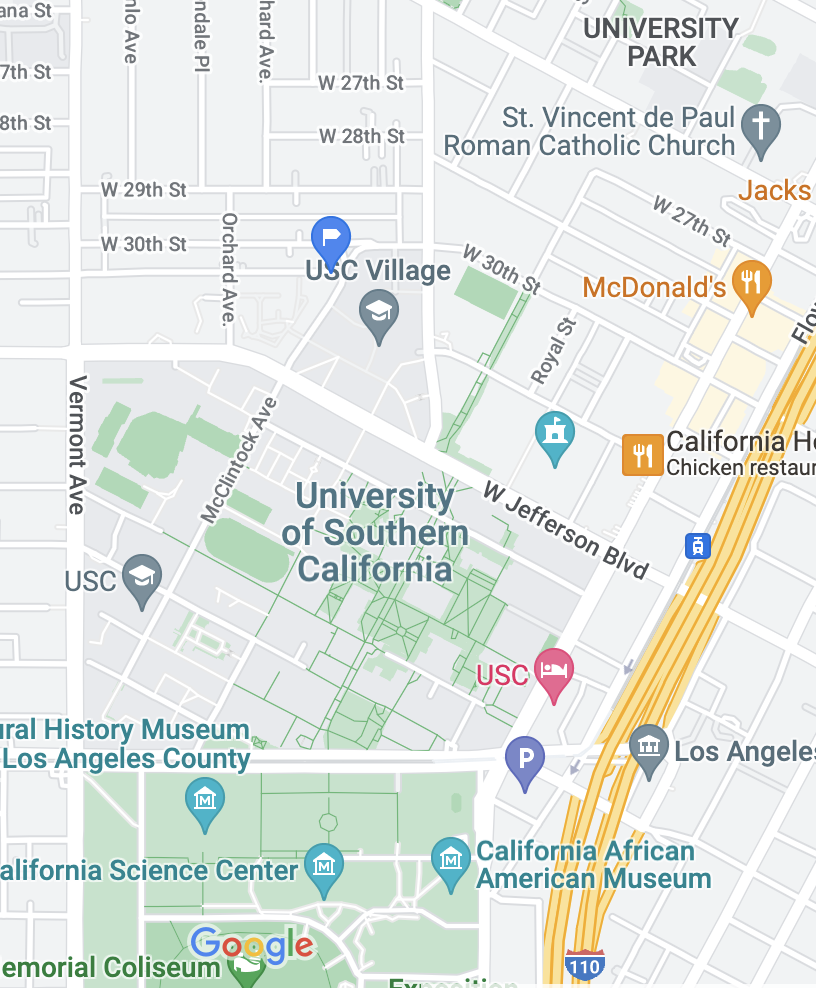 ana St
nlo Ave
ndale Pl
hard Ave.
UNIVERSITY
PARK
7th St
W 27th St
8th St
W 28th St
St. Vincent de Paul
Roman Catholic Church
W 29th St
Jacks
W 27th St
Orchard Ave.
W 30th St
W 30th St
USC Village
McDonald's
Flo
Royal St
Vermont Ave
McClintock Ave
California He
Chicken restaur
University
of Southern
California
W Jefferson Blvd
USC
USC
ural History Museum
Los Angeles County
P
Los Angeles
M
California African
American Museum
alifornia Science Center
M
M
Google
emorial Coliseum
110
Exposition